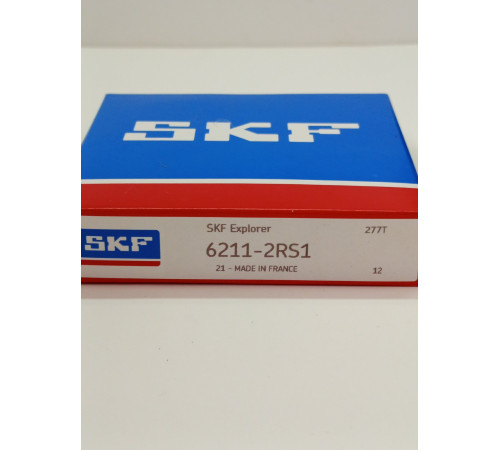 SKF
SKF Explorer 277T
SKF 6211-2RS1
21 - MADE IN FRANCE 12